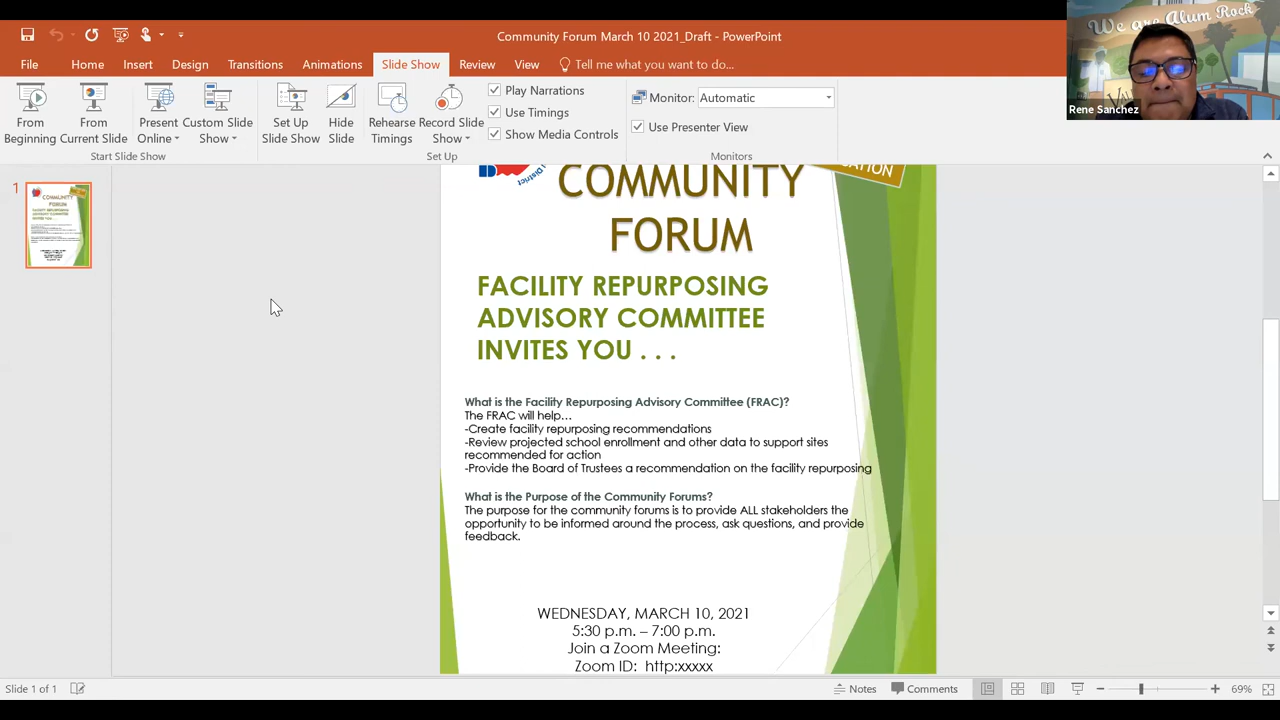 We are Alum Rock
Rene Sanchez
Community Forum March 10 2021_Draft - PowerPoint
File Home Insert Design Transitions Animations Slide Show Review View Tell me what you want to do...
From Beginning
From Current Slide
Present Online
Custom Slide Show
Start Slide Show
Set Up Slide Show
Hide Slide
Rehearse Timings
Record Slide Show
Play Narrations
Use Timings
Show Media Controls
Set Up
Monitor: Automatic
Use Presenter View
Monitors
1
District
COMMUNITY
FORUM
FACILITY REPURPOSING
ADVISORY COMMITTEE
INVITES YOU . . .
What is the Facility Repurposing Advisory Committee (FRAC)?
The FRAC will help…
-Create facility repurposing recommendations
-Review projected school enrollment and other data to support sites
recommended for action
-Provide the Board of Trustees a recommendation on the facility repurposing
What is the Purpose of the Community Forums?
The purpose for the community forums is to provide ALL stakeholders the
opportunity to be informed around the process, ask questions, and provide
feedback.
WEDNESDAY, MARCH 10, 2021
5:30 p.m. – 7:00 p.m.
Join a Zoom Meeting:
Zoom ID: http:xxxxx
Slide 1 of 1
Notes Comments 69%